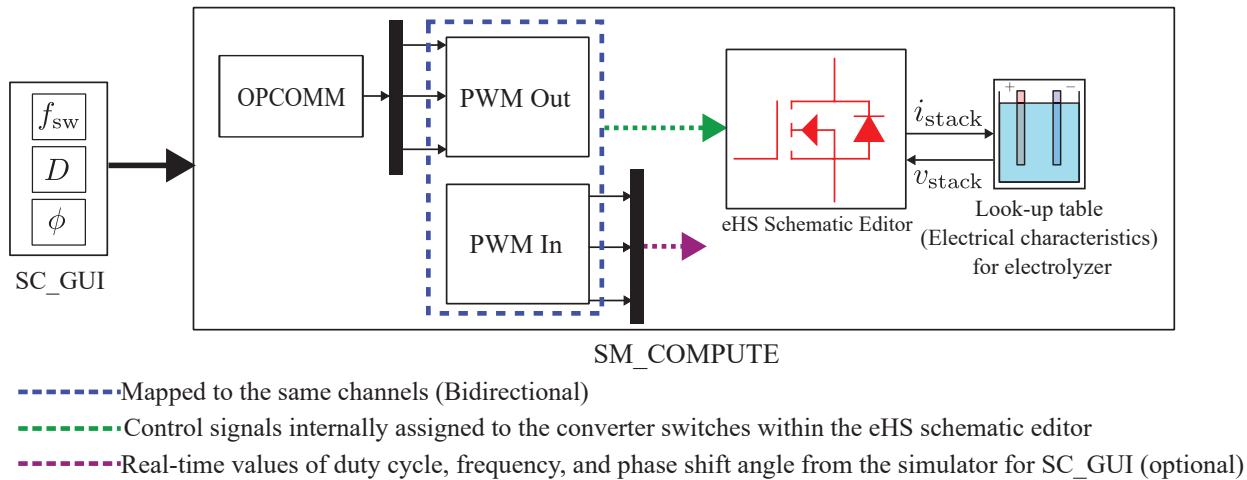 f_sw
D
ϕ
SC_GUI
OPCOMM
PWM Out
PWM In
eHS Schematic Editor
i_stack
v_stack
+ −
Look-up table
(Electrical characteristics)
for electrolyzer
SM_COMPUTE
Mapped to the same channels (Bidirectional)
Control signals internally assigned to the converter switches within the eHS schematic editor
Real-time values of duty cycle, frequency, and phase shift angle from the simulator for SC_GUI (optional)